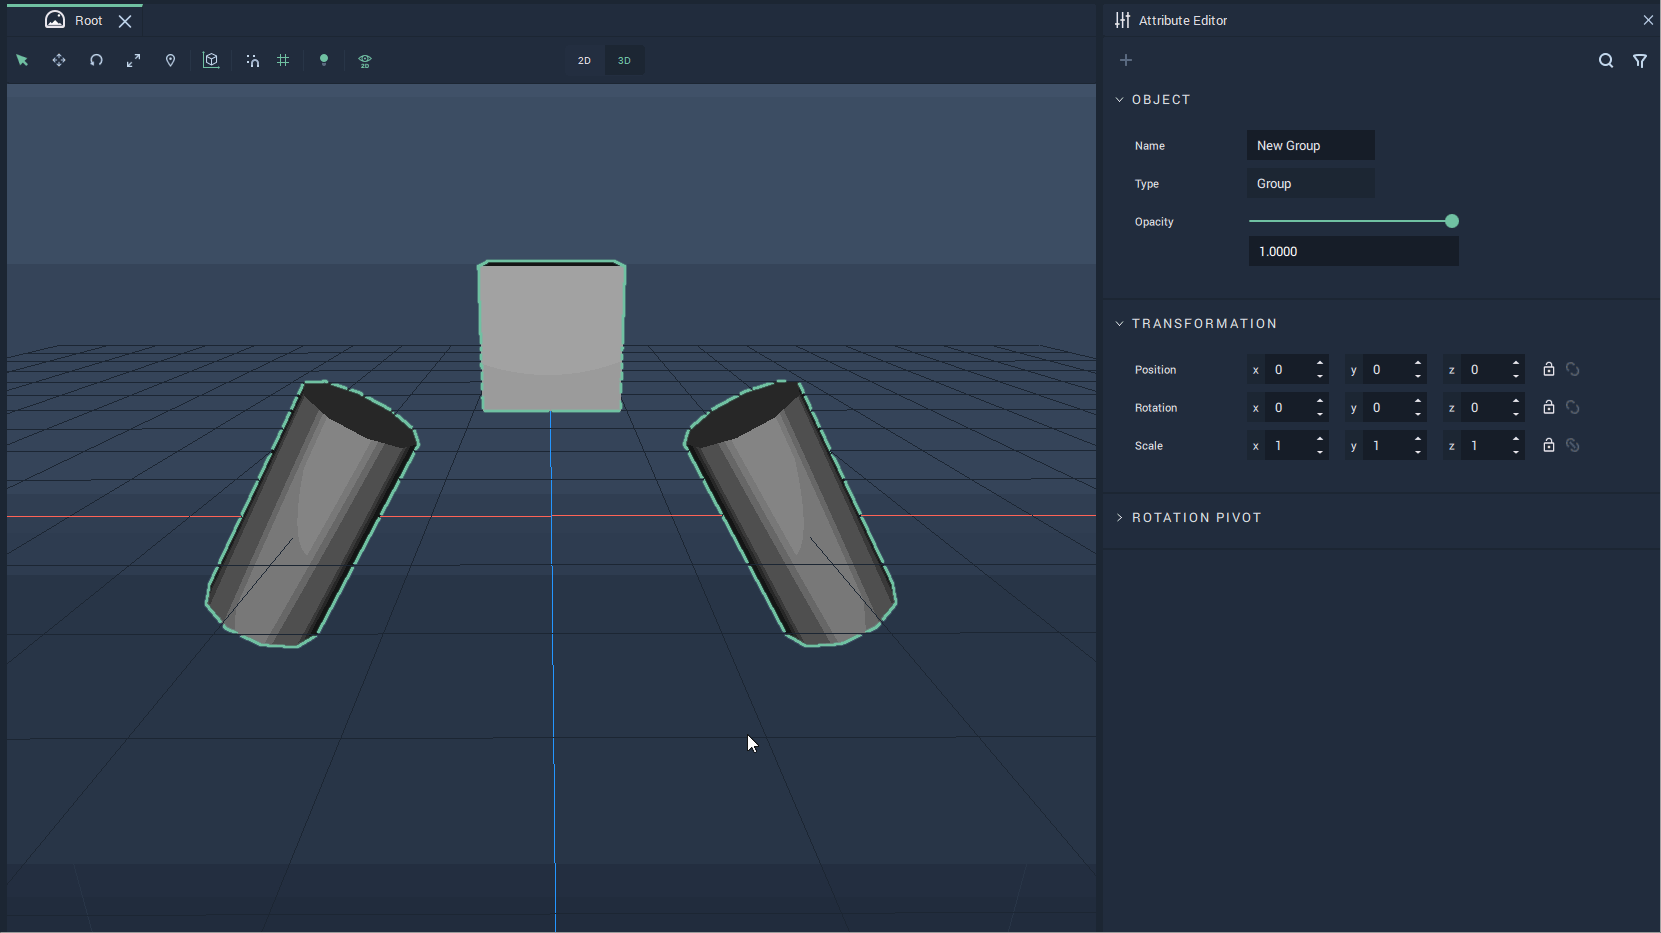 Root
2D
2D 3D
Attribute Editor
OBJECT
Name New Group
Type Group
Opacity
1.0000
TRANSFORMATION
Position x 0 y 0 z 0
Rotation x 0 y 0 z 0
Scale x 1 y 1 z 1
ROTATION PIVOT